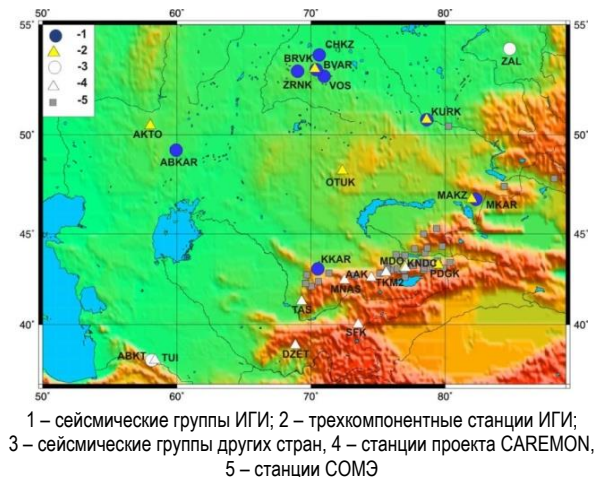 50° 60° 70° 80°
55° 55°
-1
-2
-3
-4
-5
CHKZ
BRVK BVAR
ZRNK VOS
ZAL
KURK
50° 50°
AKTO
ABKAR
OTUK
MAKZ
MKAR
45° 45°
KKAR
MDO KNDC
AAK PDGK
MNAS TKM2
TAS
40° 40°
SFK
DZET
ABKT TUI
60° 70° 80°
1 – сейсмические группы ИГИ; 2 – трехкомпонентные станции ИГИ;
3 – сейсмические группы других стран, 4 – станции проекта CAREMON,
5 – станции СОМЭ